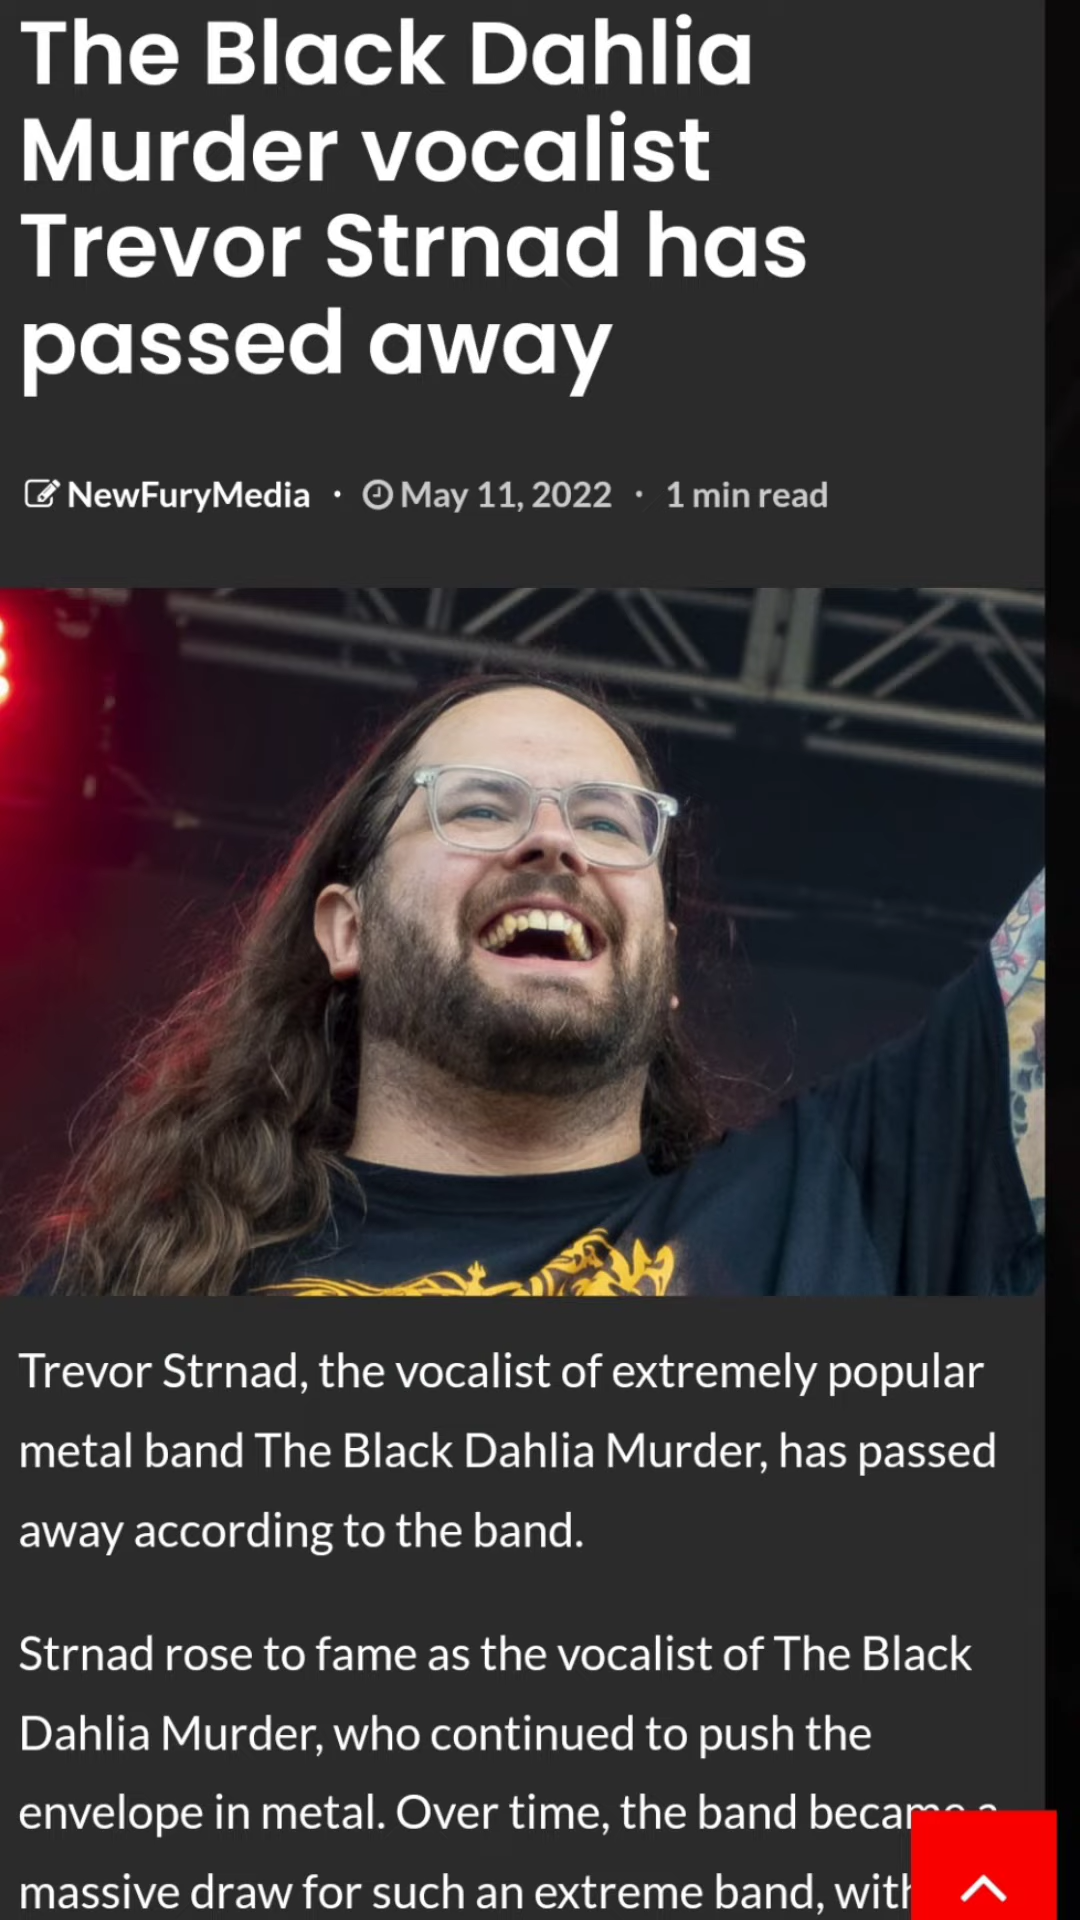 The Black Dahlia
Murder vocalist
Trevor Strnad has
passed away
NewFuryMedia · May 11, 2022 · 1 min read
Trevor Strnad, the vocalist of extremely popular
metal band The Black Dahlia Murder, has passed
away according to the band.
Strnad rose to fame as the vocalist of The Black
Dahlia Murder, who continued to push the
envelope in metal. Over time, the band became a
massive draw for such an extreme band, with